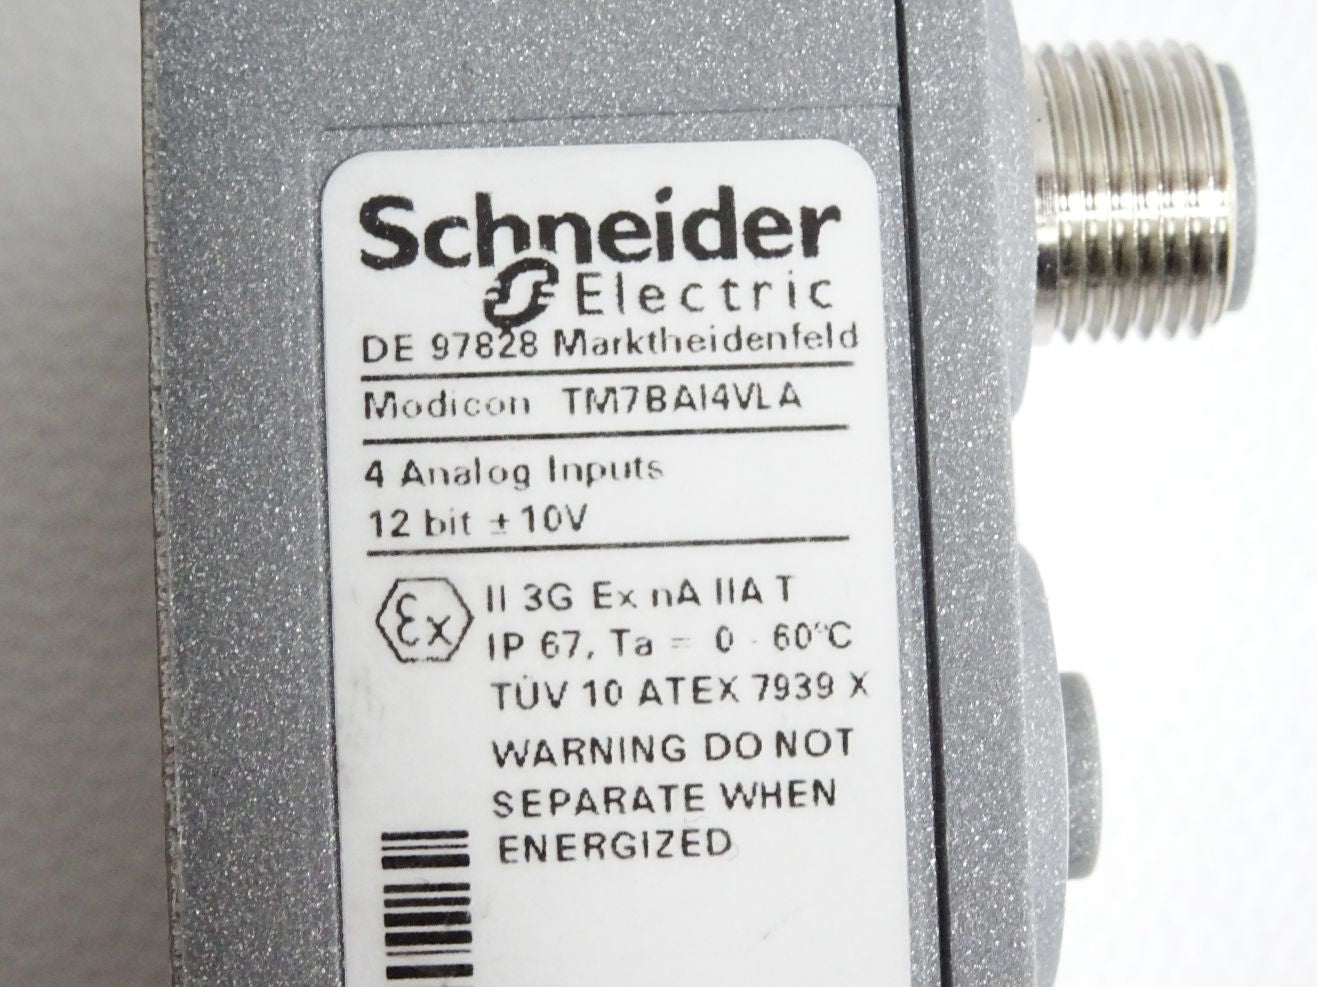 Schneider
Electric
DE 97828 Marktheidenfeld
Modicon TM7BAI4VLA
4 Analog Inputs
12 bit ± 10V
Ex II 3G Ex nA IIA T
IP 67, Ta = 0 - 60°C
TÜV 10 ATEX 7939 X
WARNING DO NOT
SEPARATE WHEN
ENERGIZED